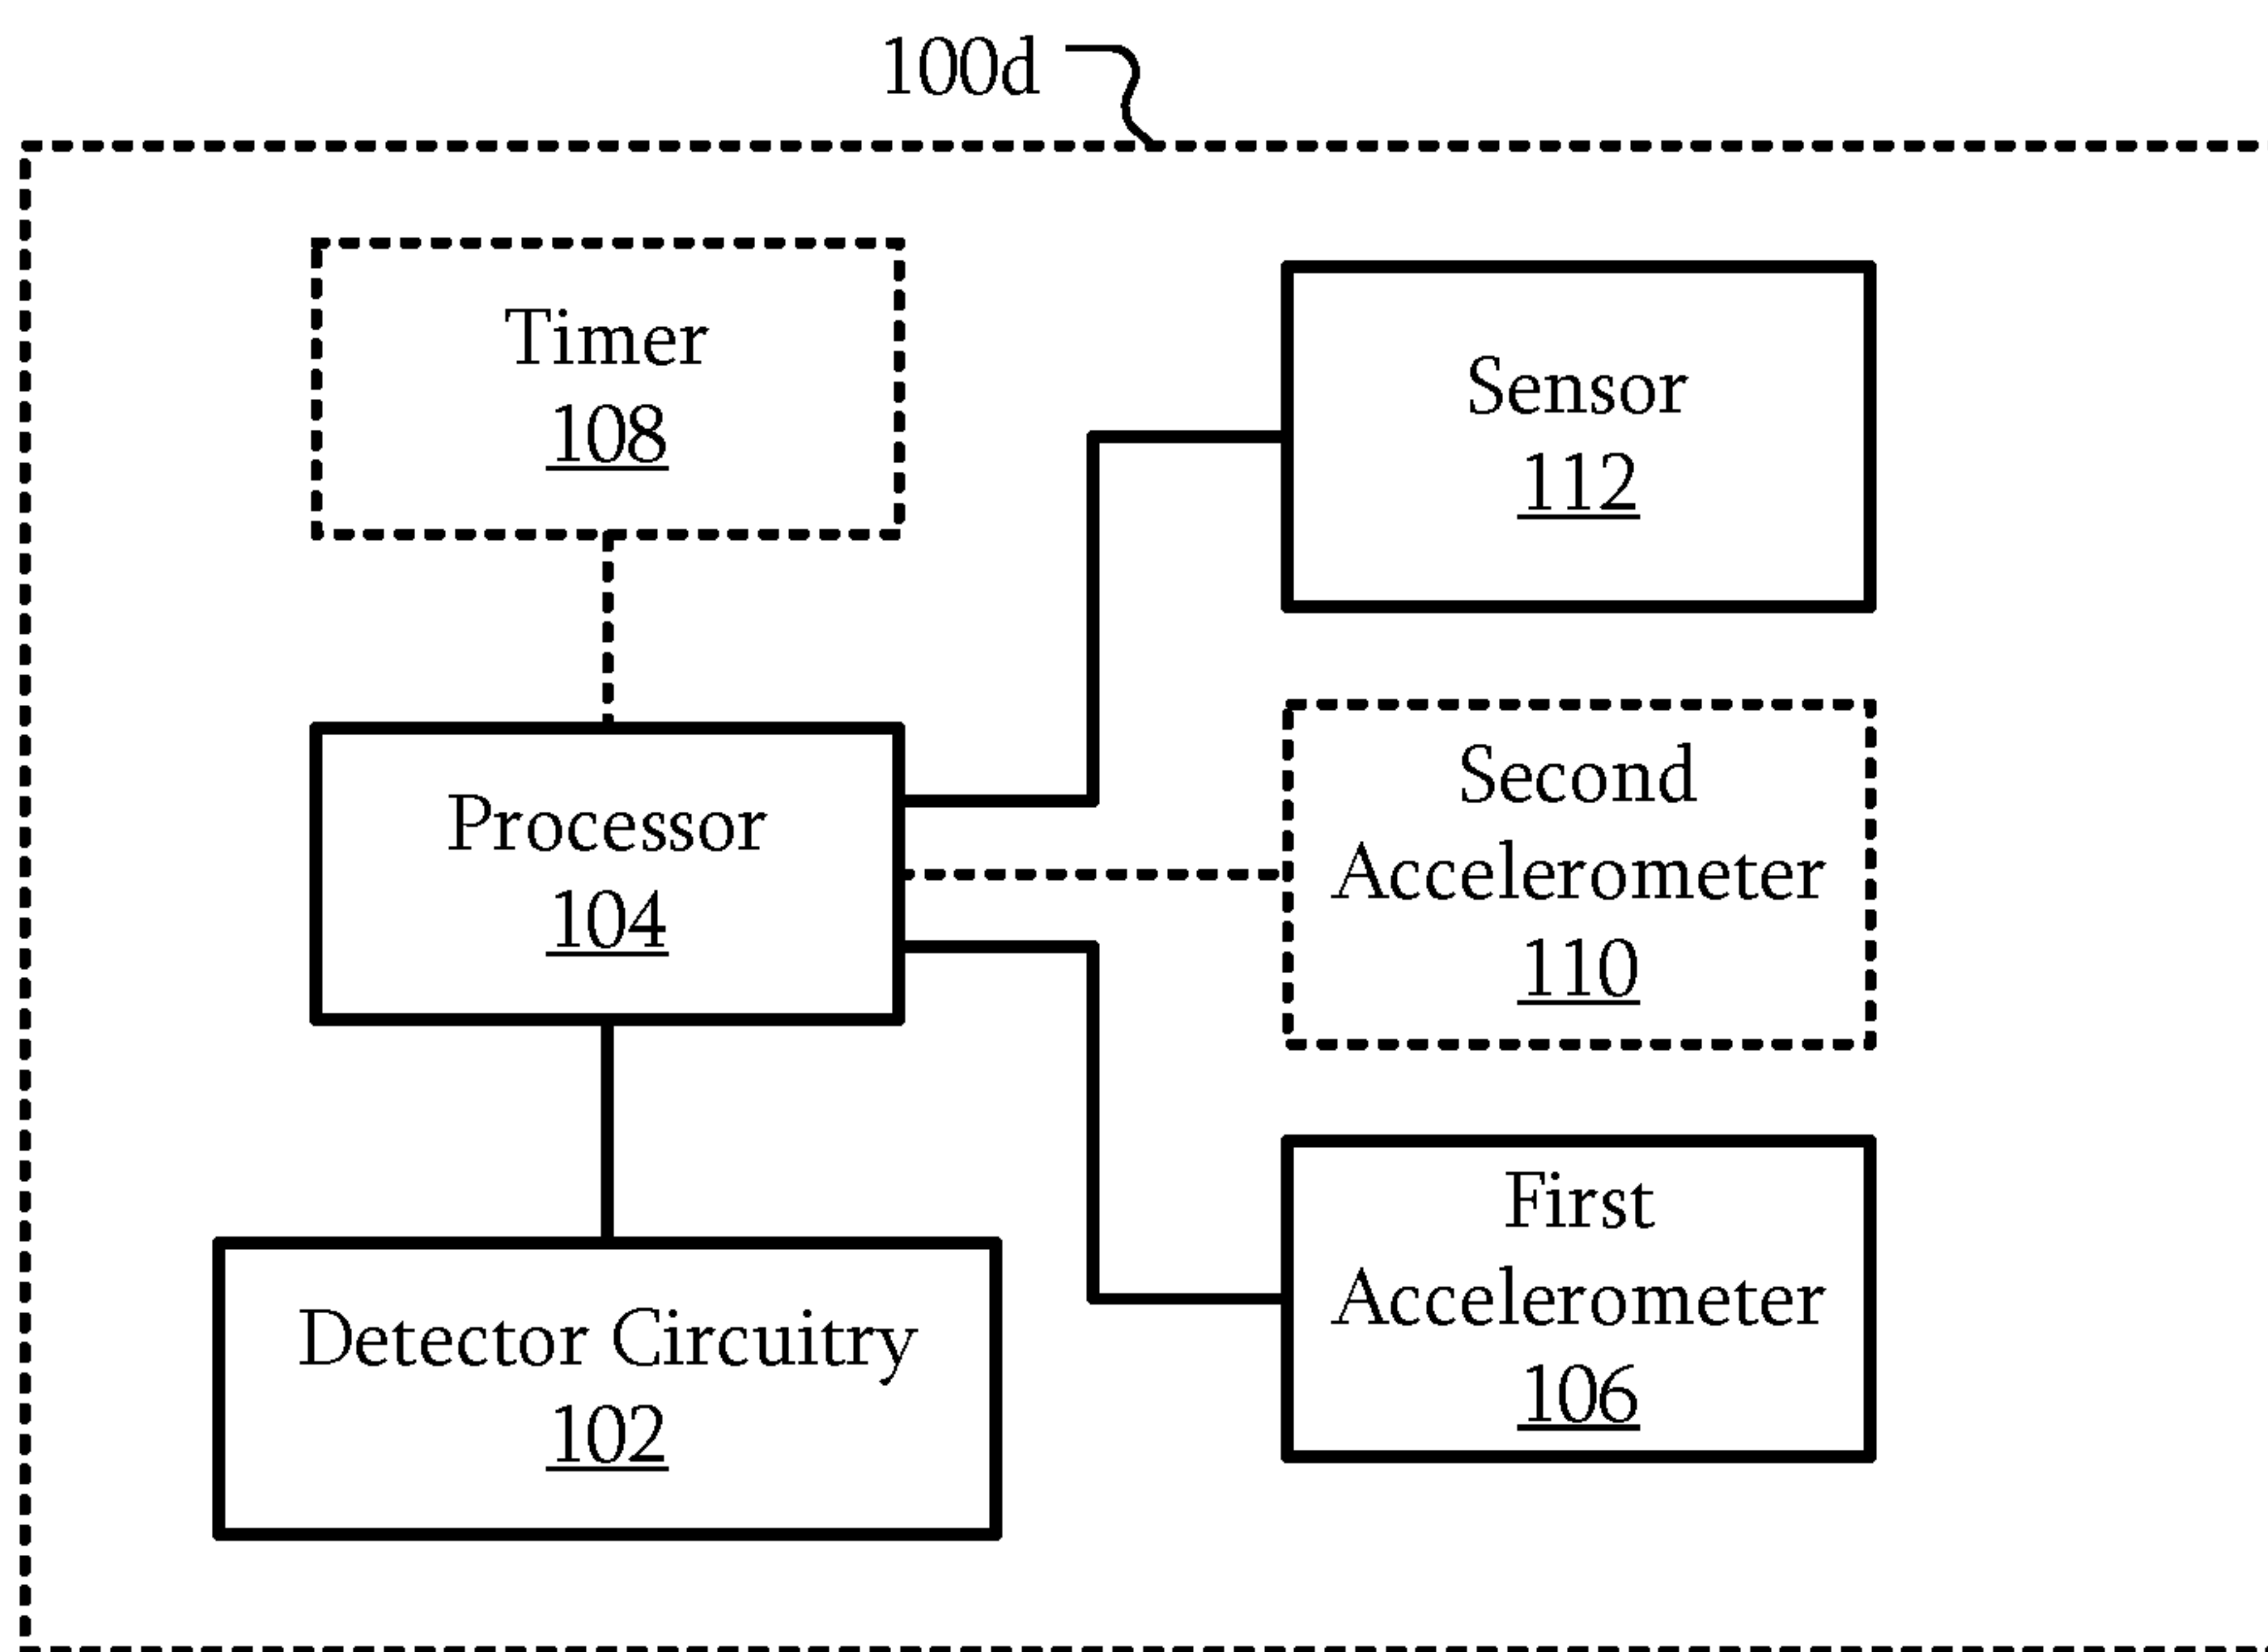 100d
Timer
108
Sensor
112
Processor
104
Second
Accelerometer
110
First
Accelerometer
106
Detector Circuitry
102